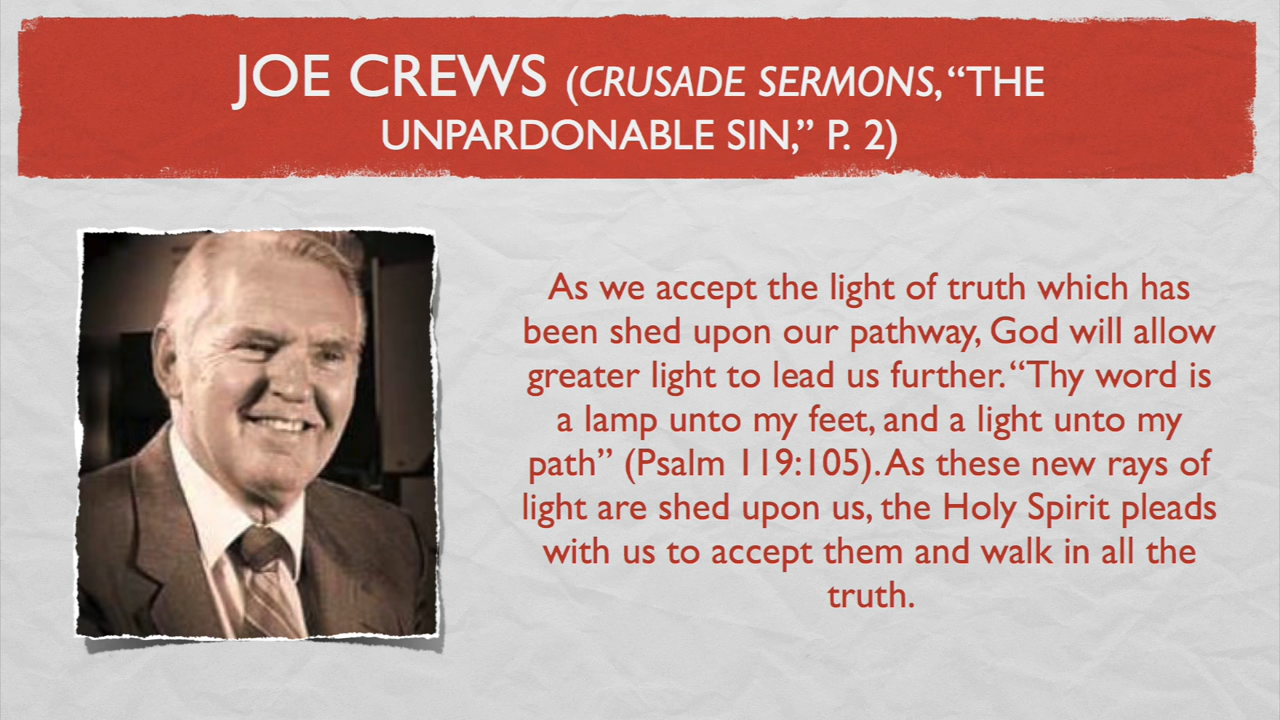 JOE CREWS (CRUSADE SERMONS, “THE
UNPARDONABLE SIN,” P. 2)
As we accept the light of truth which has
been shed upon our pathway, God will allow
greater light to lead us further. “Thy word is
a lamp unto my feet, and a light unto my
path” (Psalm 119:105). As these new rays of
light are shed upon us, the Holy Spirit pleads
with us to accept them and walk in all the
truth.